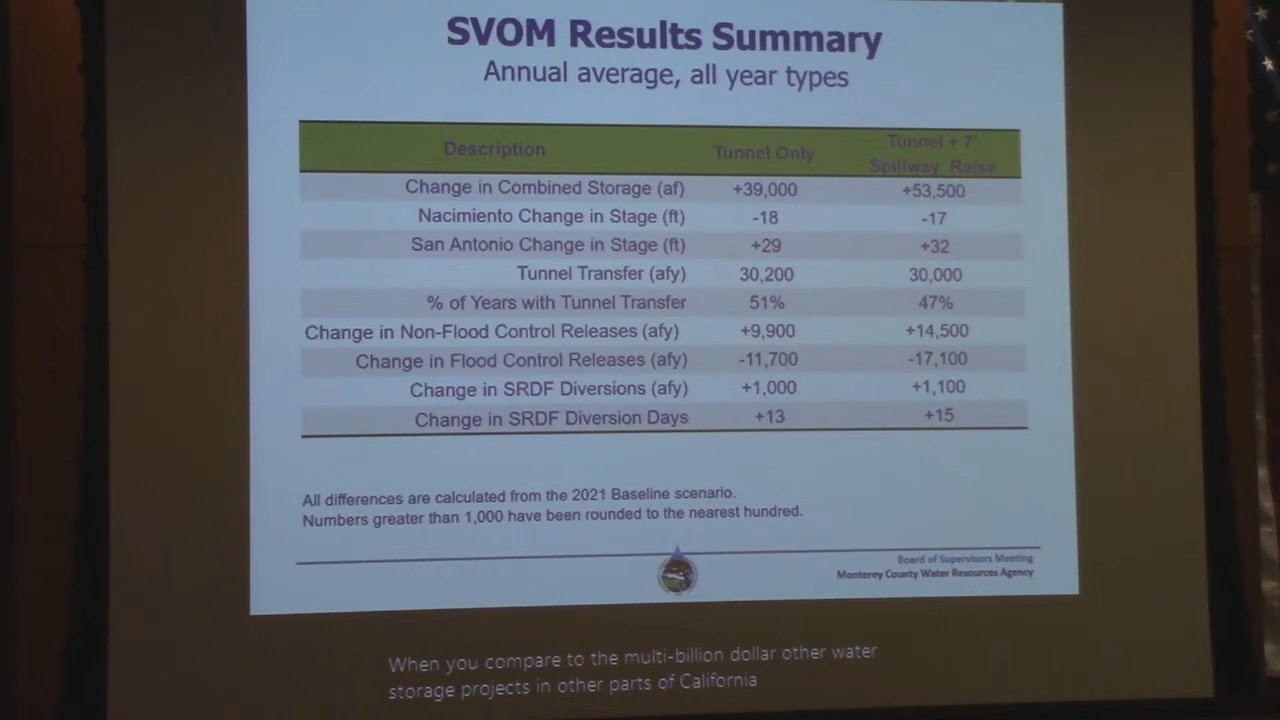 SVOM Results Summary
Annual average, all year types
Description Tunnel Only Tunnel + 7' Spillway Raise
Change in Combined Storage (af) +39,000 +53,500
Nacimiento Change in Stage (ft) -18 -17
San Antonio Change in Stage (ft) +29 +32
Tunnel Transfer (afy) 30,200 30,000
% of Years with Tunnel Transfer 51% 47%
Change in Non-Flood Control Releases (afy) +9,900 +14,500
Change in Flood Control Releases (afy) -11,700 -17,100
Change in SRDF Diversions (afy) +1,000 +1,100
Change in SRDF Diversion Days +13 +15
All differences are calculated from the 2021 Baseline scenario.
Numbers greater than 1,000 have been rounded to the nearest hundred.
Board of Supervisors Meeting
Monterey County Water Resources Agency
When you compare to the multi-billion dollar other water
storage projects in other parts of California